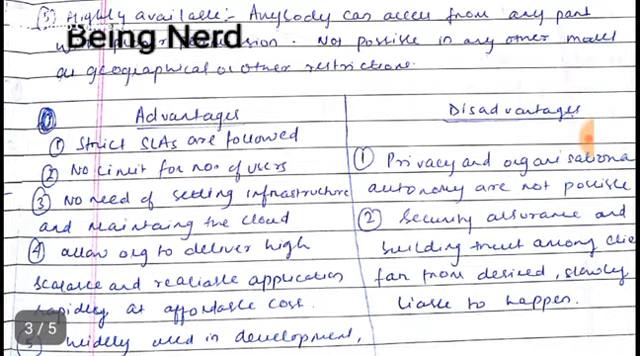 ⑤ Highly available :- Anybody can access from any part
Being Nerd
Not possible in any other model
as geographical or other restrictions.
Advantages
Disadvantages
① Strict SLAs are followed
② No limit for no. of users
① Privacy and organisational
③ No need of setting infrastructure
autonomy are not possible
and maintaing the cloud
② Security assurance and
④ allow org to deliver high
building trust among clie
scalable and realiable application
far from desired, slowly
rapidly at affordable cost.
liable to happen.
3 / 5
⑤ widely used in development,